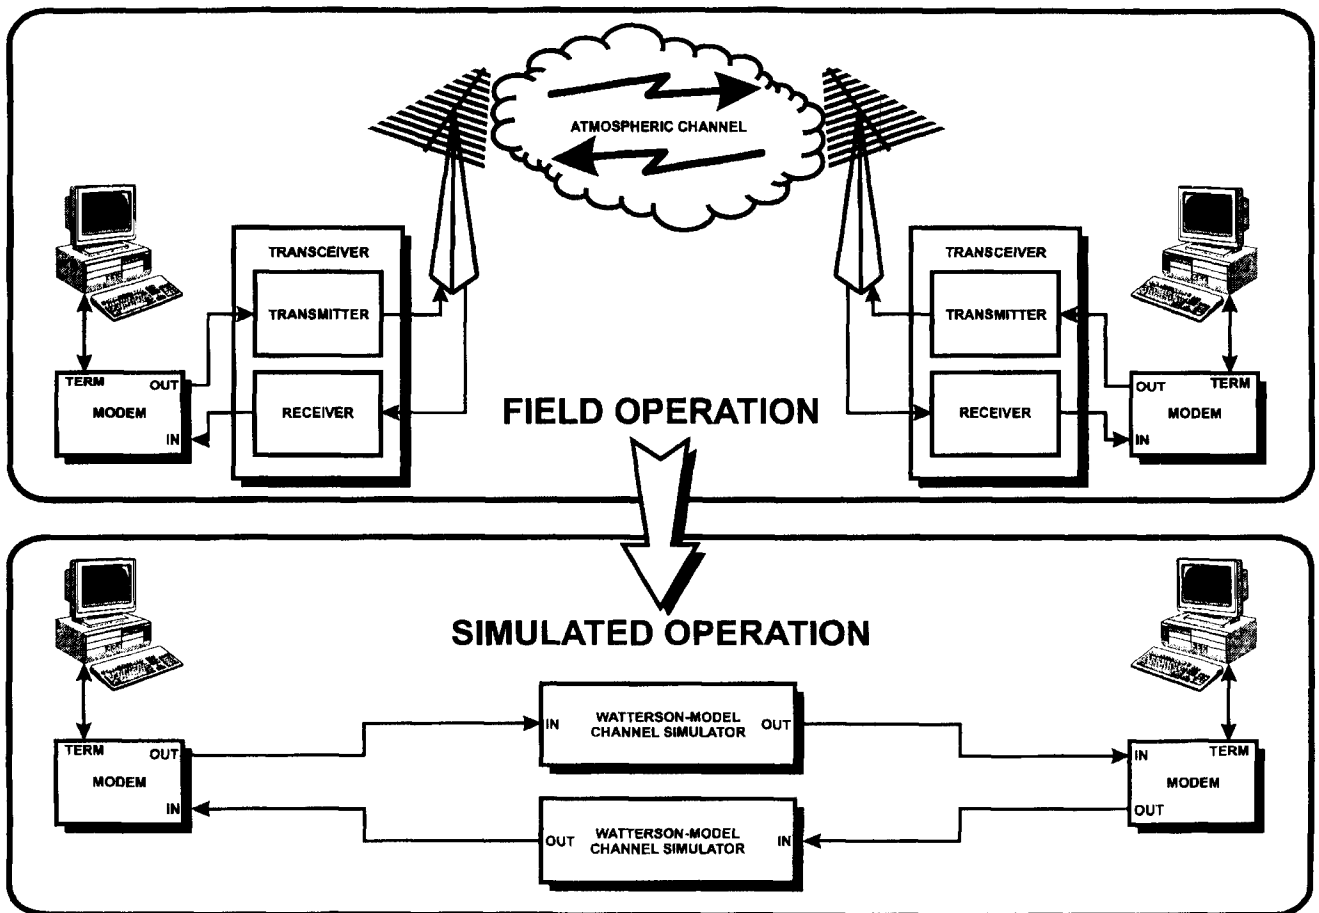 ATMOSPHERIC CHANNEL
TRANSCEIVER
TRANSCEIVER
TRANSMITTER
TRANSMITTER
TERM
OUT
MODEM
IN
RECEIVER
FIELD OPERATION
RECEIVER
OUT
TERM
MODEM
IN
SIMULATED OPERATION
TERM
OUT
MODEM
IN
IN
WATTERSON-MODEL
CHANNEL SIMULATOR
OUT
OUT
WATTERSON-MODEL
CHANNEL SIMULATOR
IN
IN
TERM
MODEM
OUT